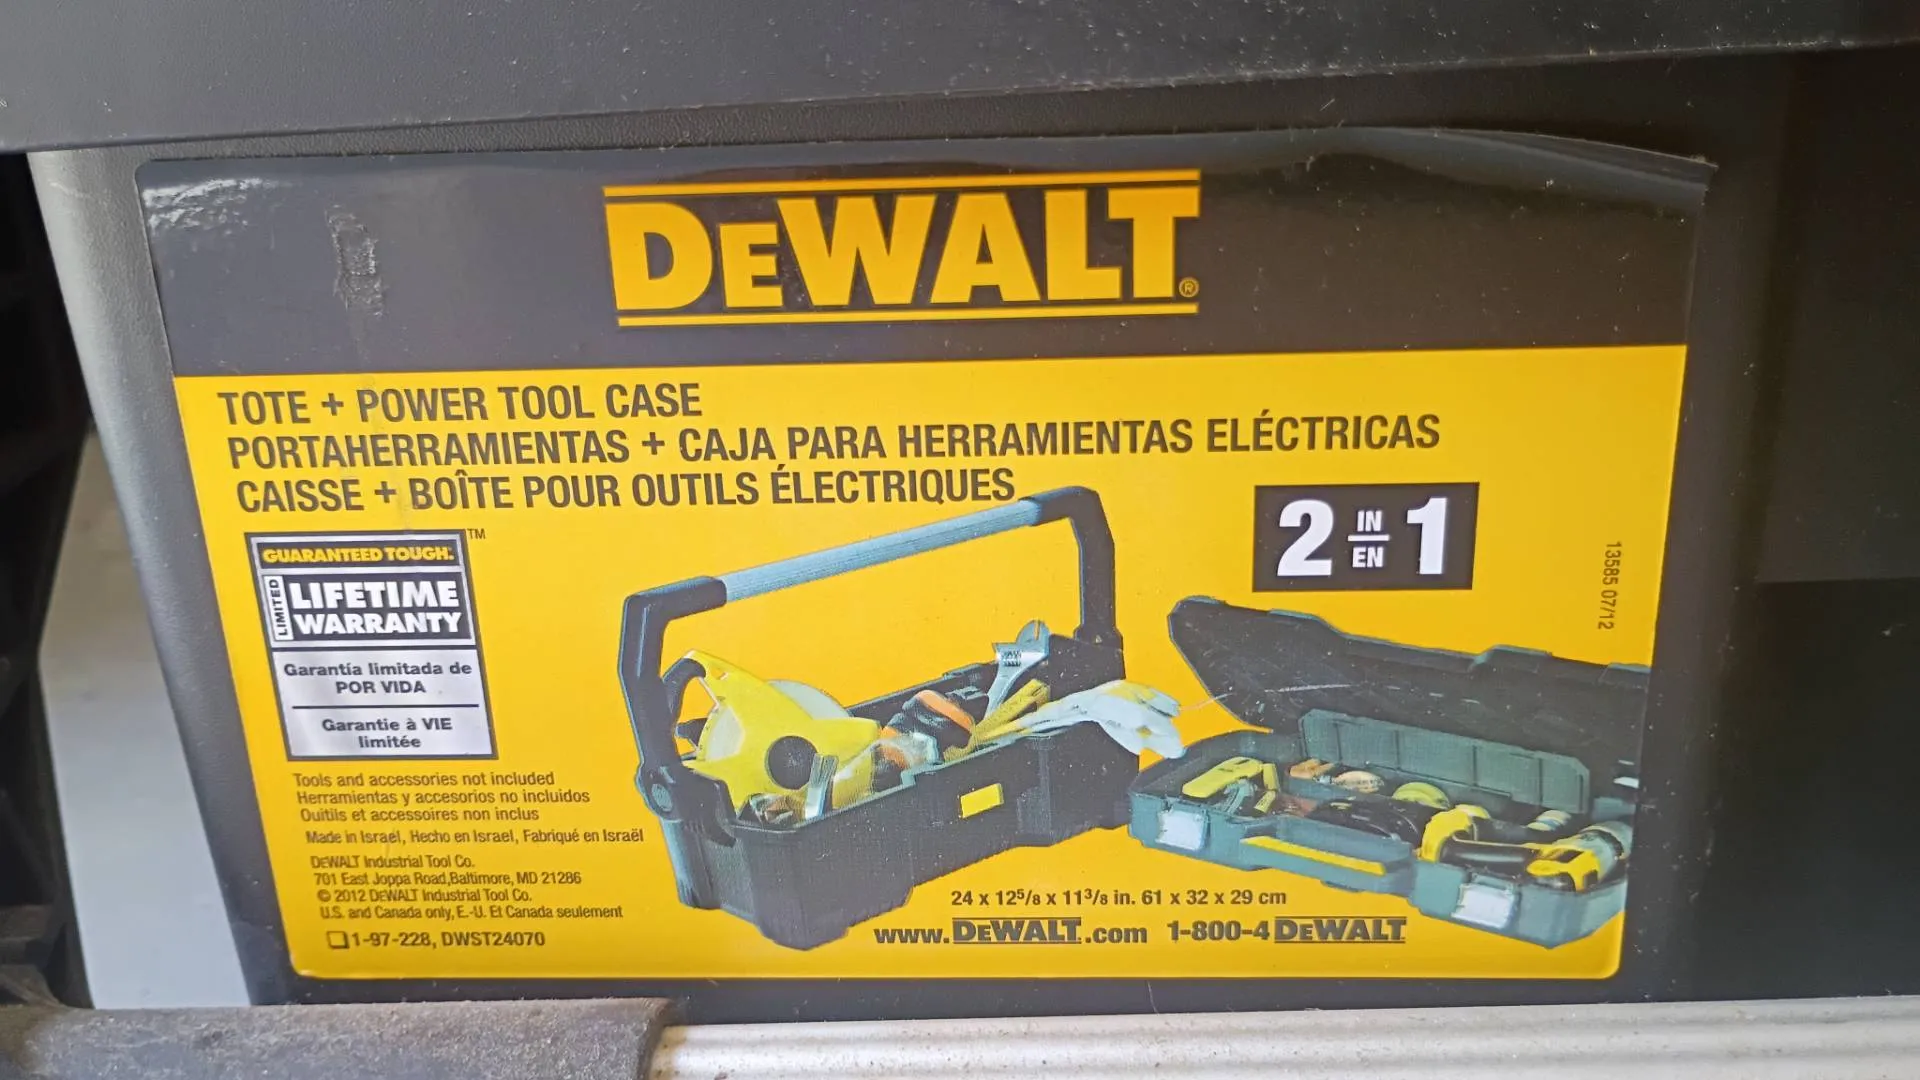 DEWALT®
TOTE + POWER TOOL CASE
PORTAHERRAMIENTAS + CAJA PARA HERRAMIENTAS ELÉCTRICAS
CAISSE + BOÎTE POUR OUTILS ÉLECTRIQUES
2 IN/EN 1
GUARANTEED TOUGH.™
LIMITED
LIFETIME
WARRANTY
Garantía limitada de
POR VIDA
Garantie à VIE
limitée
Tools and accessories not included
Herramientas y accesorios no incluidos
Ouitils et accessoires non inclus
Made in Israel, Hecho en Israel, Fabriqué en Israël
DEWALT Industrial Tool Co.
701 East Joppa Road,Baltimore, MD 21286
© 2012 DEWALT Industrial Tool Co.
U.S. and Canada only, E.-U. Et Canada seulement
❑1-97-228, DWST24070
24 x 12⁵/₈ x 11³/₈ in. 61 x 32 x 29 cm
www.DEWALT.com 1-800-4 DEWALT
13585 07/12